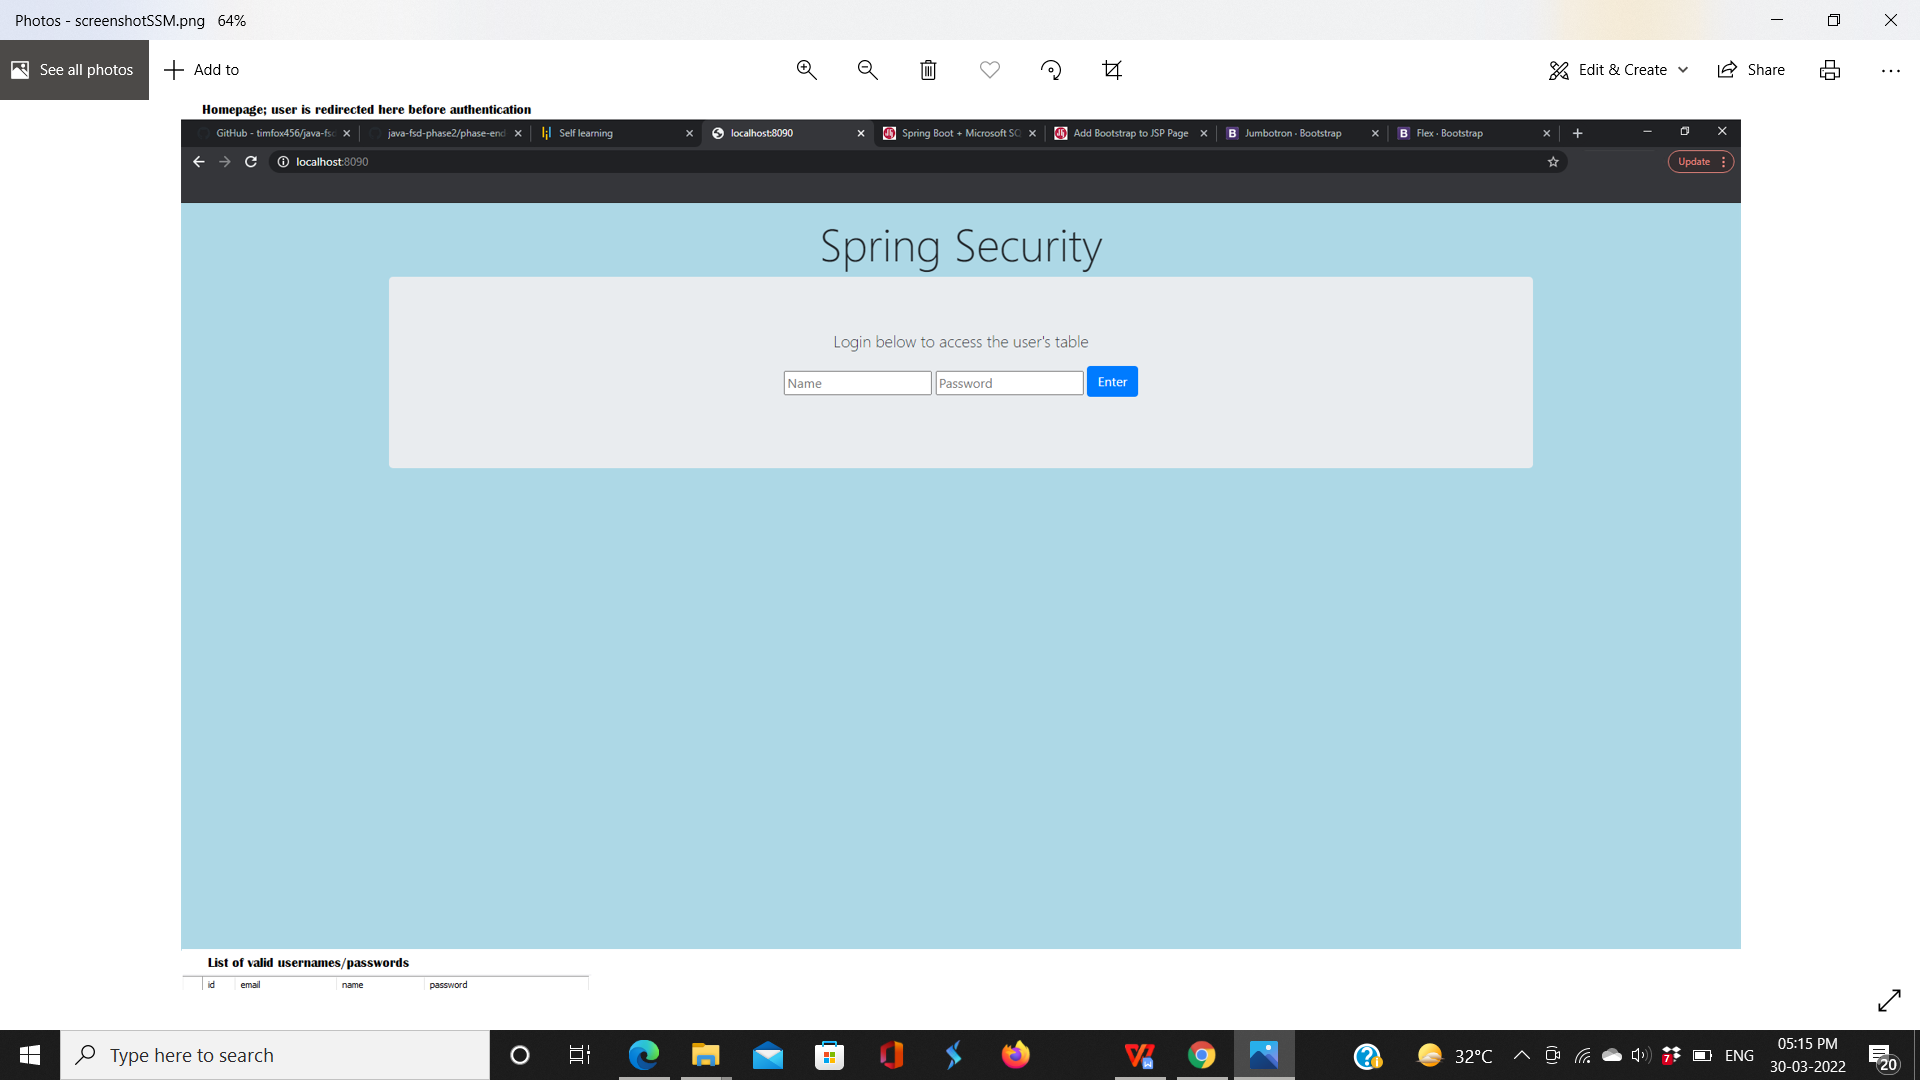 Photos - screenshotSSM.png 64%
See all photos
Add to
Edit & Create
Share
Homepage; user is redirected here before authentication
GitHub - timfox456/java-fsd
java-fsd-phase2/phase-end
Self learning
localhost:8090
Spring Boot + Microsoft SQ
Add Bootstrap to JSP Page
B Jumbotron · Bootstrap
B Flex · Bootstrap
localhost:8090
Update
Spring Security
Login below to access the user's table
Name Password Enter
List of valid usernames/passwords
id email name password
Type here to search
32°C
ENG
05:15 PM
30-03-2022
20
7